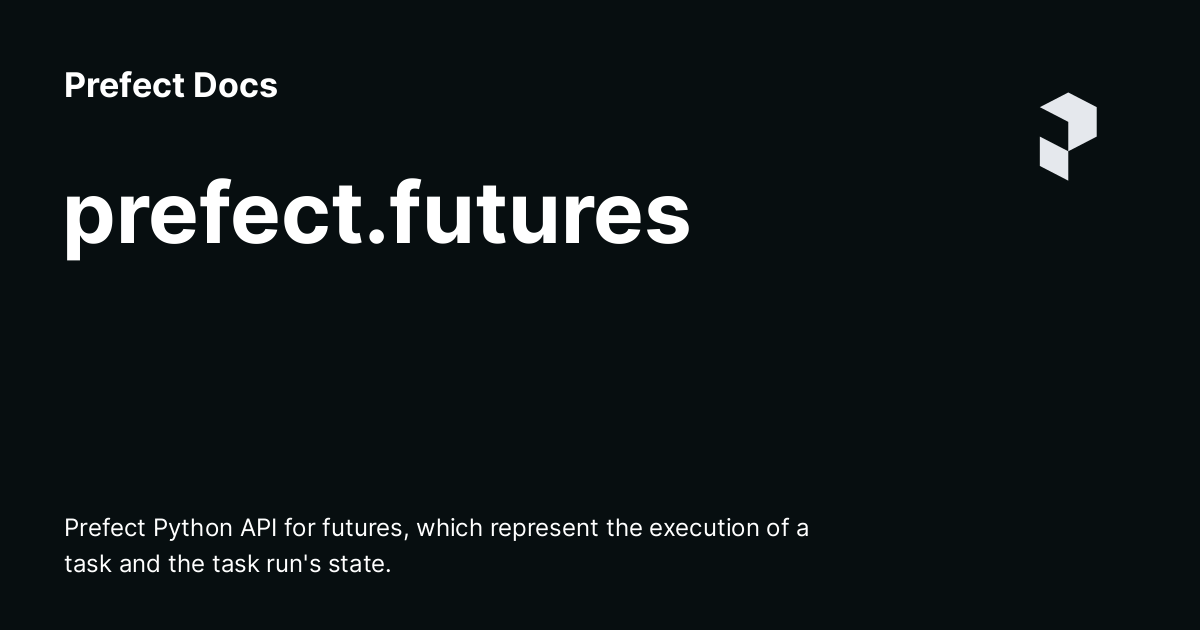 Prefect Docs
prefect.futures
Prefect Python API for futures, which represent the execution of a
task and the task run's state.